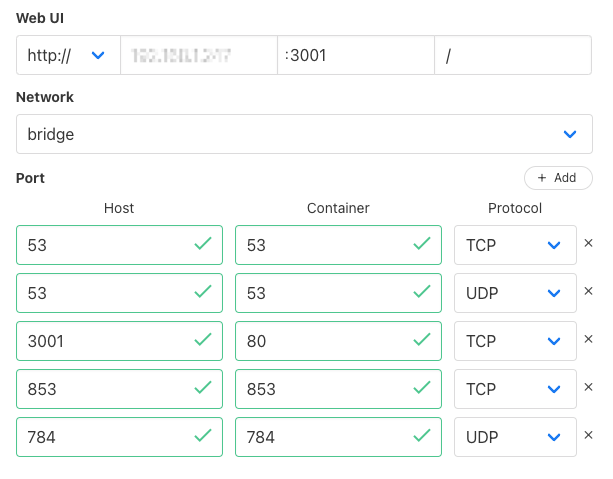 Web UI
http:// :3001 /
Network
bridge
Port + Add
Host Container Protocol
53 53 TCP ×
53 53 UDP ×
3001 80 TCP ×
853 853 TCP ×
784 784 UDP ×